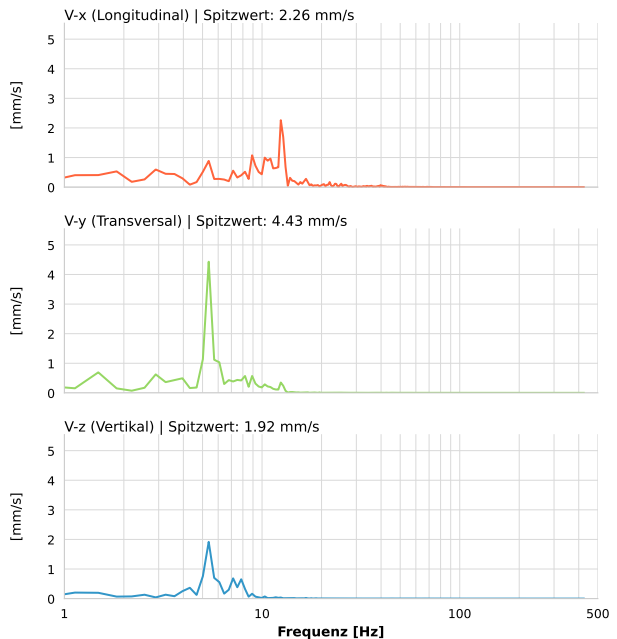 V-x (Longitudinal) | Spitzwert: 2.26 mm/s
5
4
3
2
1
0
[mm/s]
V-y (Transversal) | Spitzwert: 4.43 mm/s
5
4
3
2
1
0
[mm/s]
V-z (Vertikal) | Spitzwert: 1.92 mm/s
5
4
3
2
1
0
[mm/s]
1 10 100 500
Frequenz [Hz]